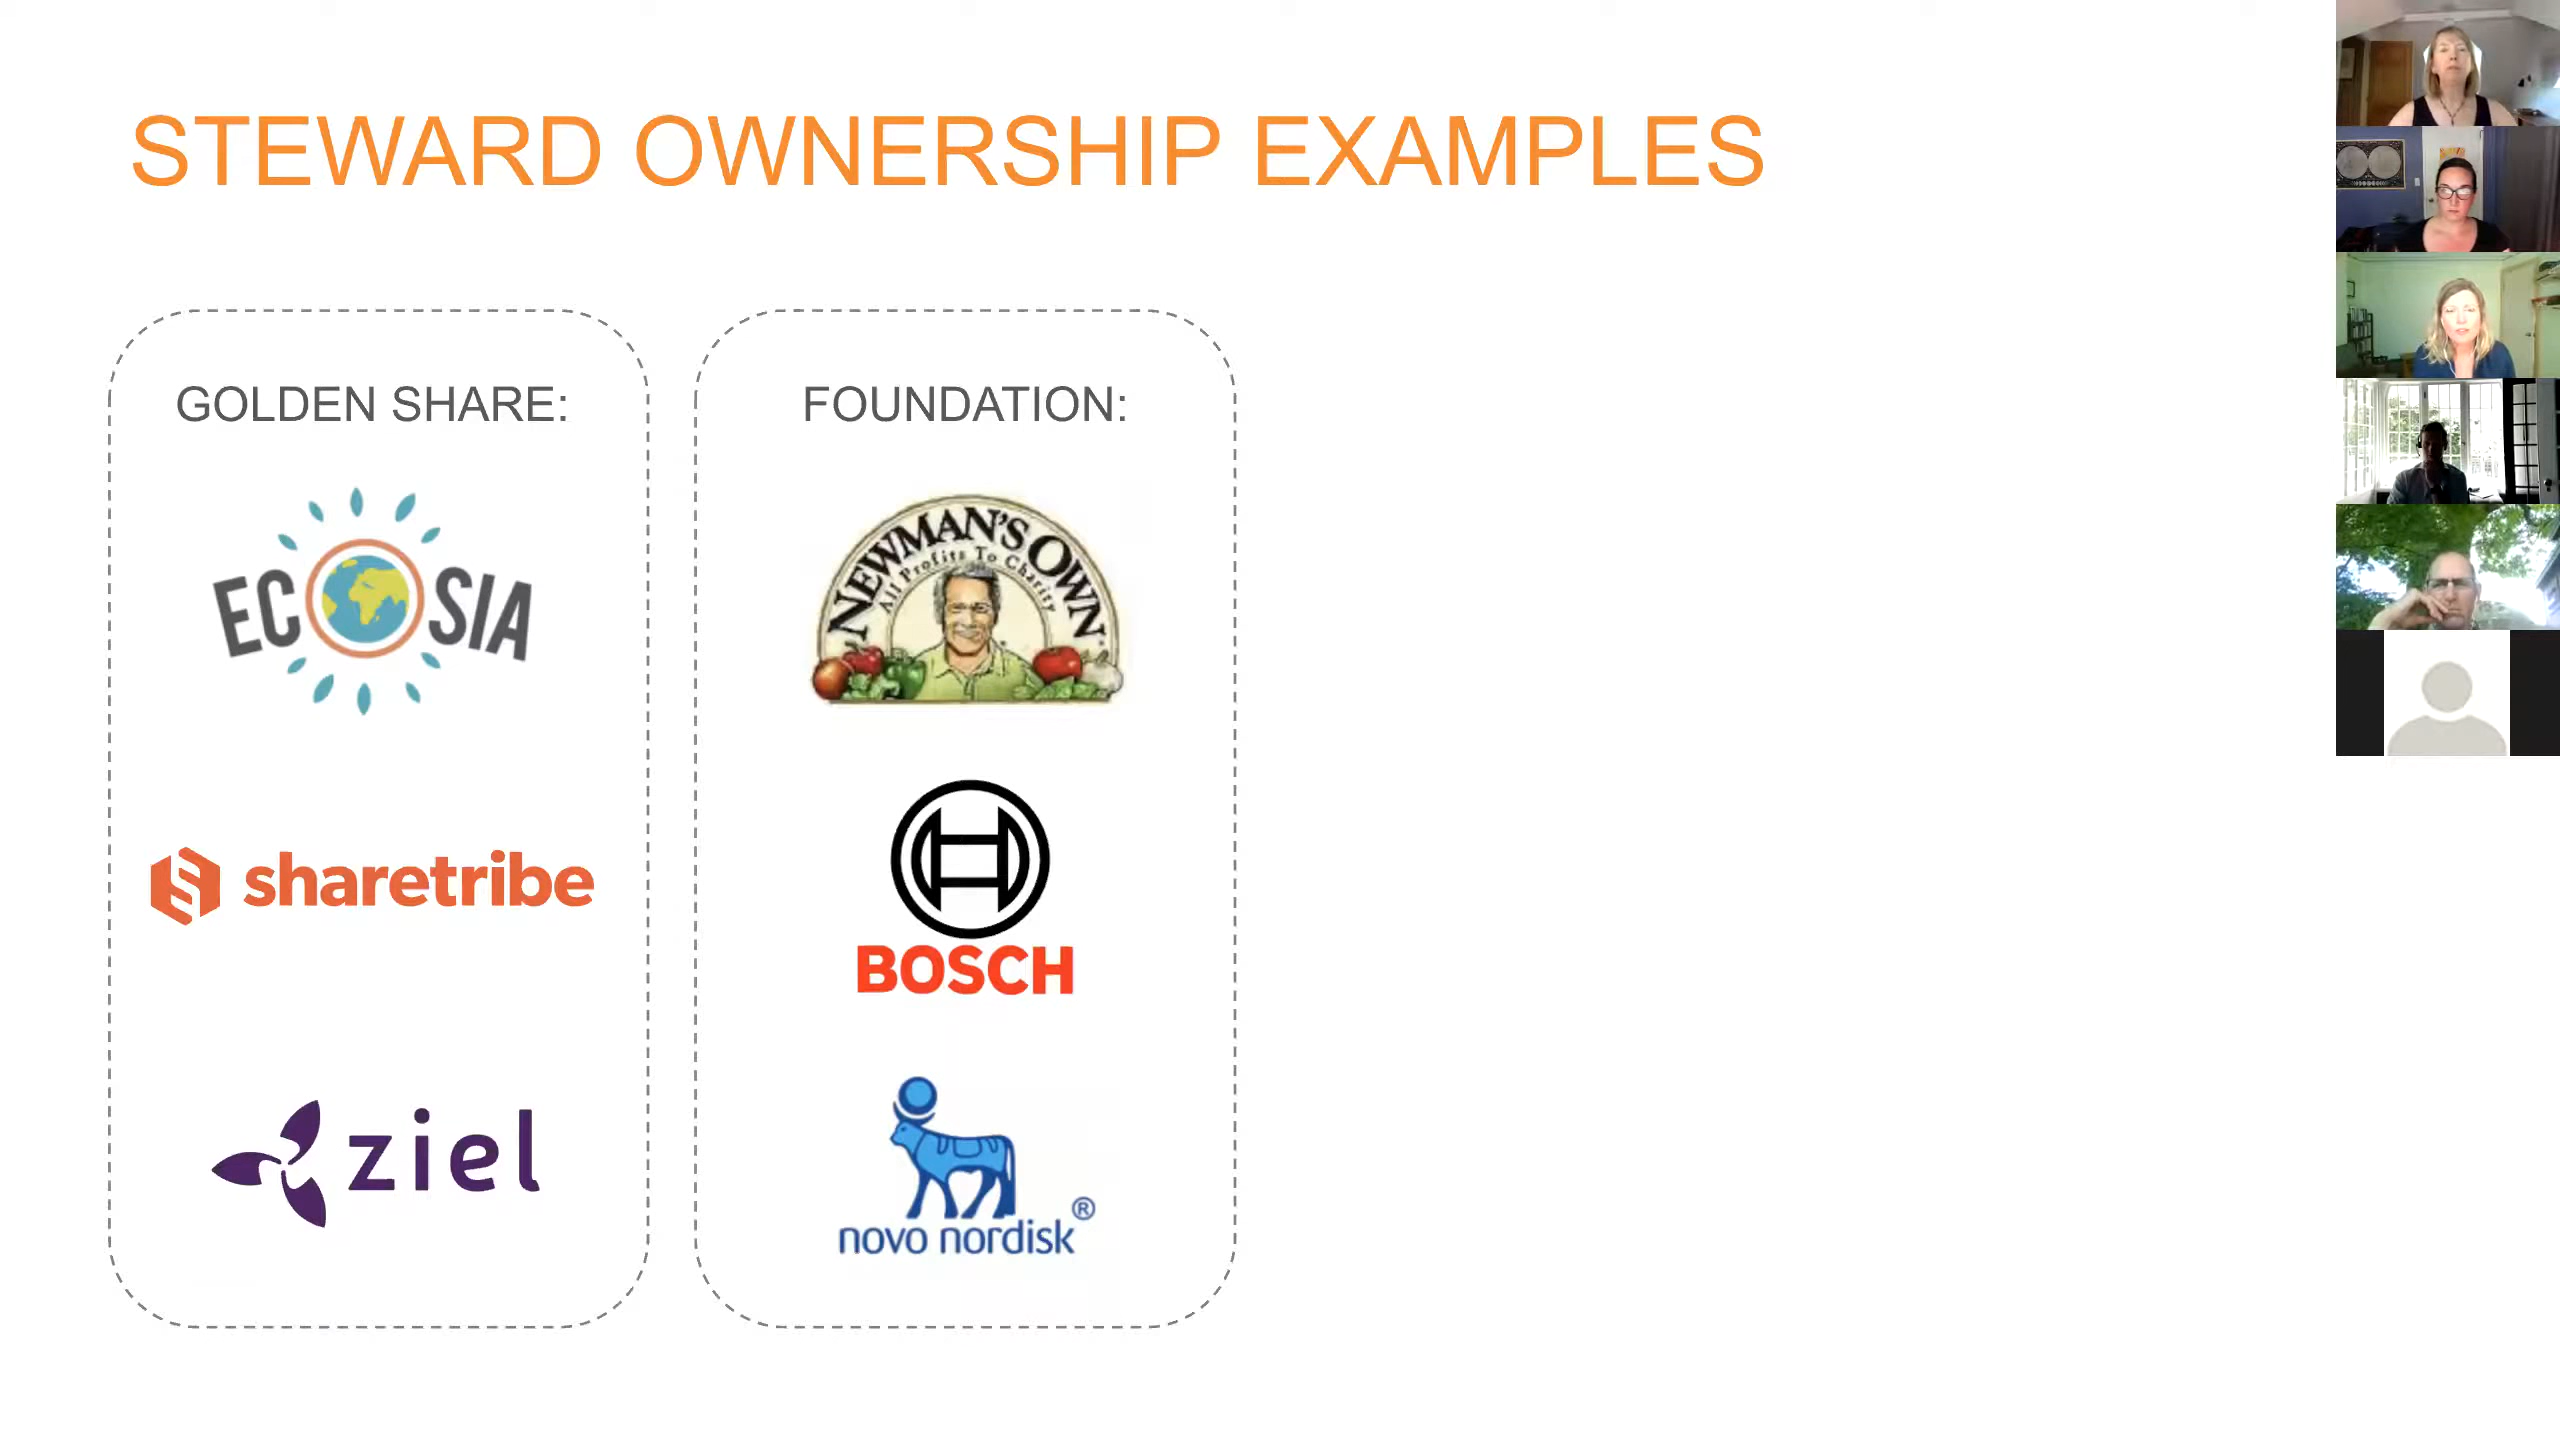 STEWARD OWNERSHIP EXAMPLES
GOLDEN SHARE:
ECOSIA
sharetribe
ziel
FOUNDATION:
NEWMAN'S OWN
All Profits To Charity
BOSCH
novo nordisk®